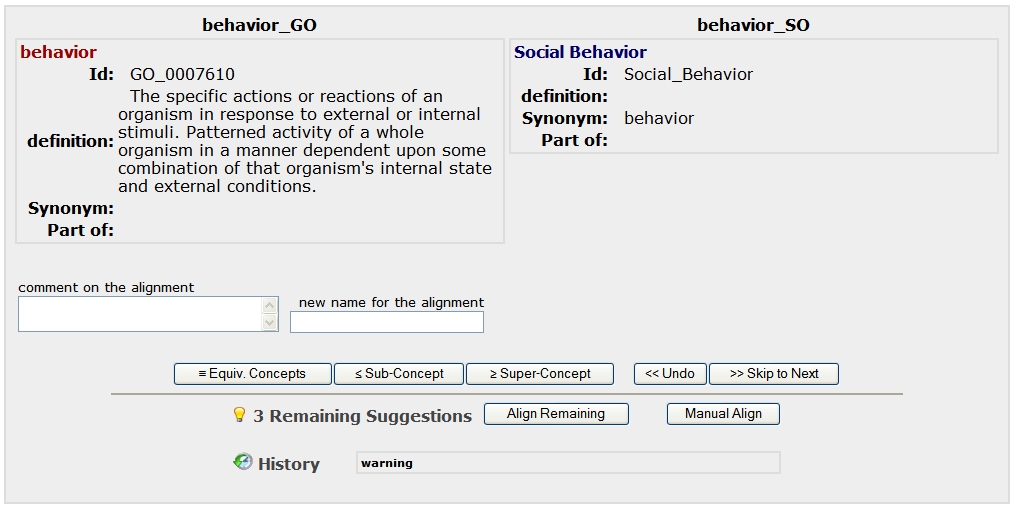 behavior_GO
behavior_SO
behavior
Id: GO_0007610
definition: The specific actions or reactions of an
organism in response to external or internal
stimuli. Patterned activity of a whole
organism in a manner dependent upon some
combination of that organism's internal state
and external conditions.
Synonym:
Part of:
Social Behavior
Id: Social_Behavior
definition:
Synonym: behavior
Part of:
comment on the alignment
new name for the alignment
≡ Equiv. Concepts
≤ Sub-Concept
≥ Super-Concept
<< Undo
>> Skip to Next
3 Remaining Suggestions
Align Remaining
Manual Align
History
warning